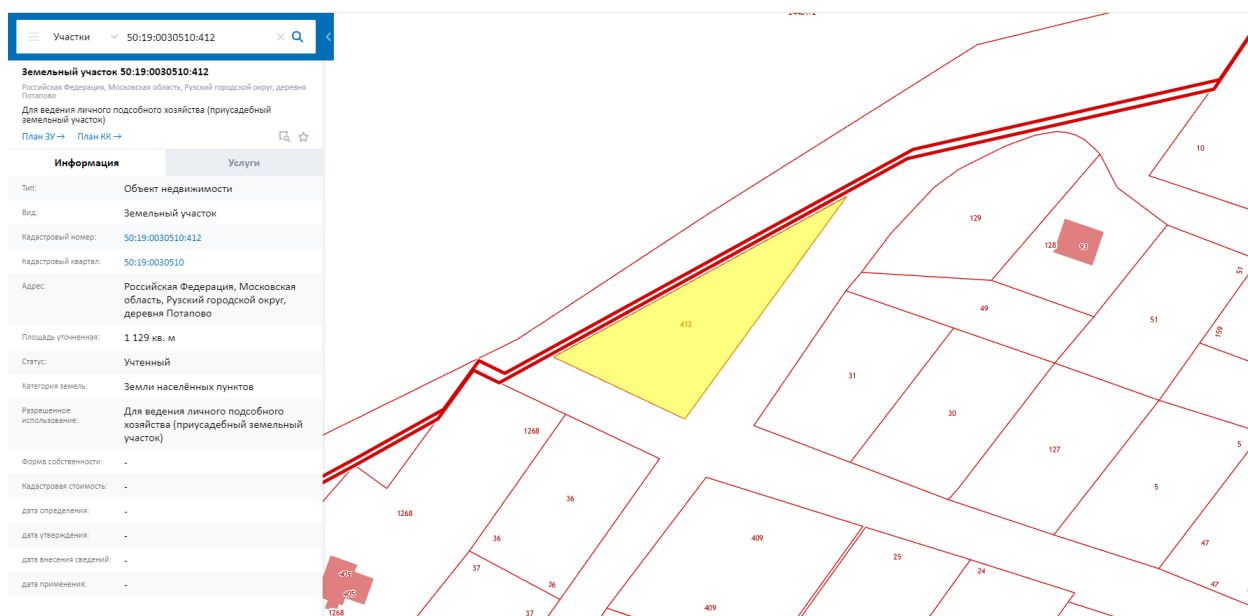 Участки
50:19:0030510:412
Земельный участок 50:19:0030510:412
Российская Федерация, Московская область, Рузский городской округ, деревня
Потапово
Для ведения личного подсобного хозяйства (приусадебный
земельный участок)
План ЗУ → План КК →
Информация
Услуги
Тип: Объект недвижимости
Вид: Земельный участок
Кадастровый номер: 50:19:0030510:412
Кадастровый квартал: 50:19:0030510
Адрес: Российская Федерация, Московская
область, Рузский городской округ,
деревня Потапово
Площадь уточненная: 1 129 кв. м
Статус: Учтенный
Категория земель: Земли населённых пунктов
Разрешенное
использование:
Для ведения личного подсобного
хозяйства (приусадебный земельный
участок)
Форма собственности: -
Кадастровая стоимость: -
дата определения: -
дата утверждения: -
дата внесения сведений: -
дата применения: -
10
129
128
93
51
49
51
159
412
31
30
127
5
5
1268
36
1268
36
37
36
37
409
409
25
24
47
47
405
405
1268